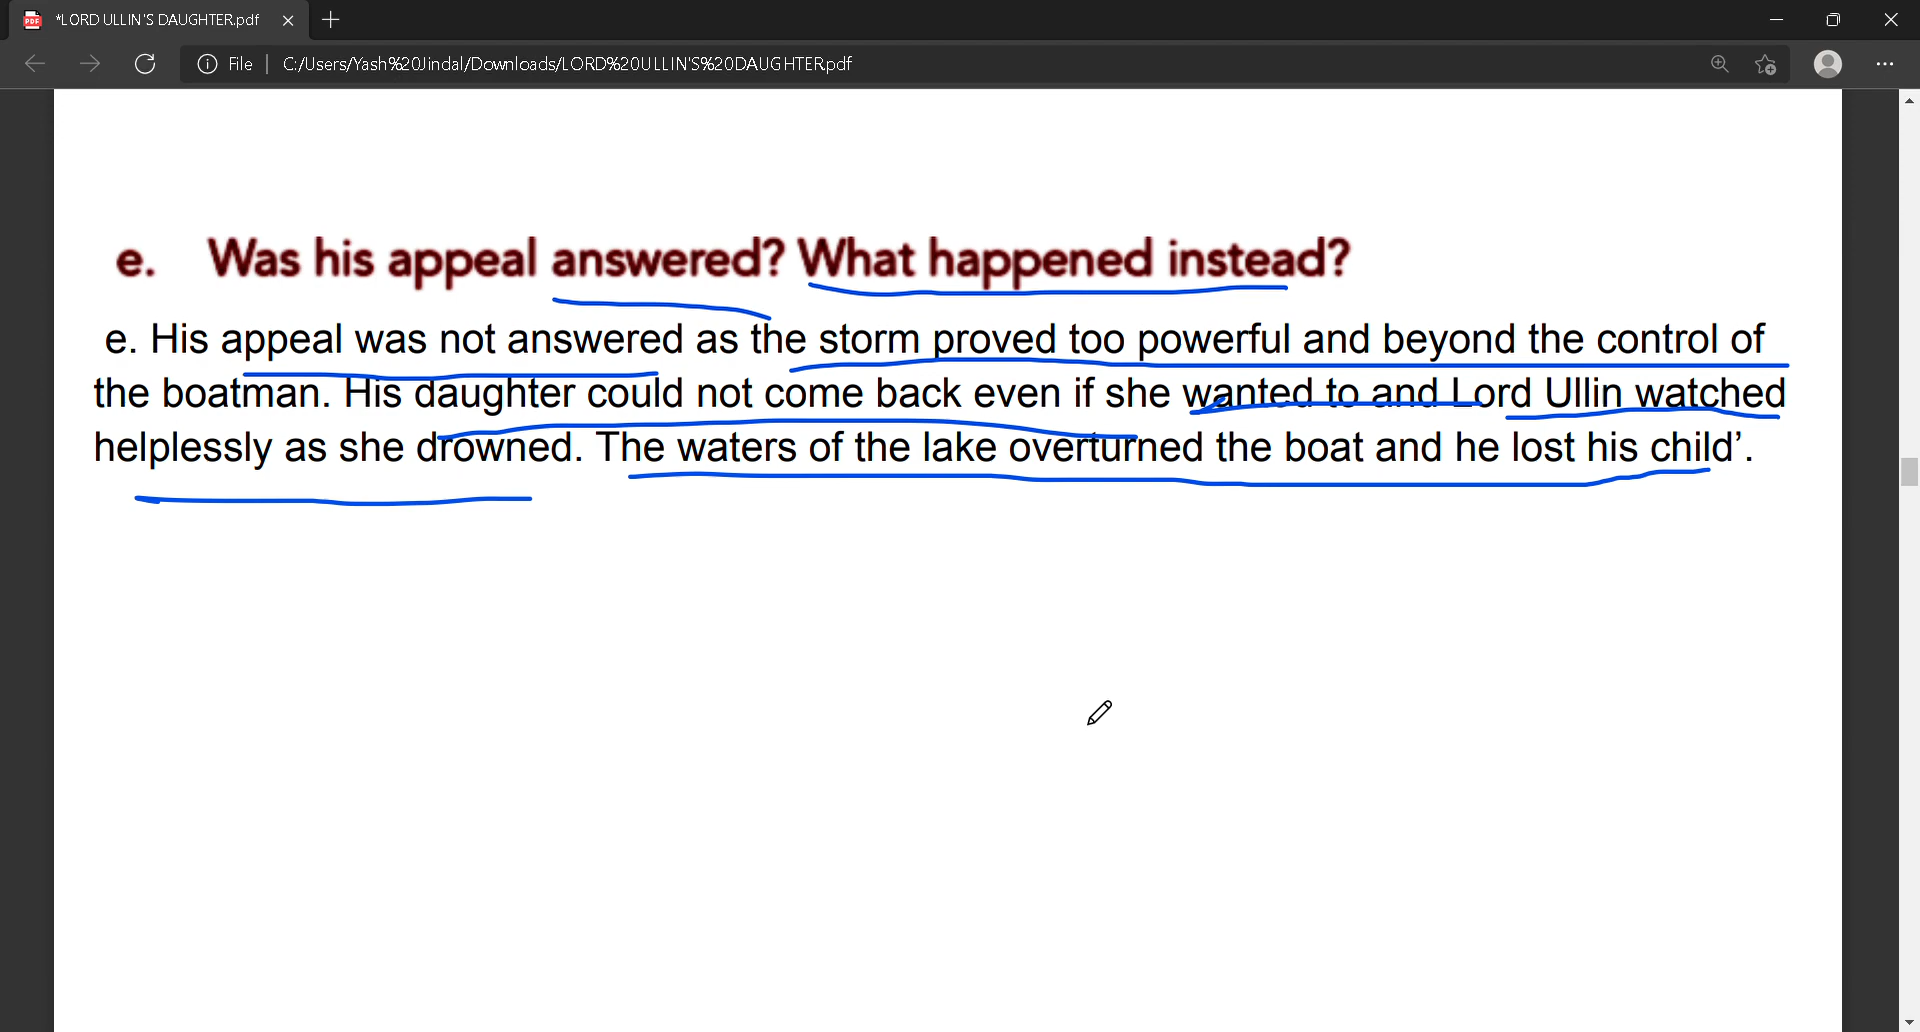 *LORD ULLIN'S DAUGHTER.pdf
File | C:/Users/Yash%20Jindal/Downloads/LORD%20ULLIN'S%20DAUGHTER.pdf
e. Was his appeal answered? What happened instead?
e. His appeal was not answered as the storm proved too powerful and beyond the control of
the boatman. His daughter could not come back even if she wanted to and Lord Ullin watched
helplessly as she drowned. The waters of the lake overturned the boat and he lost his child’.